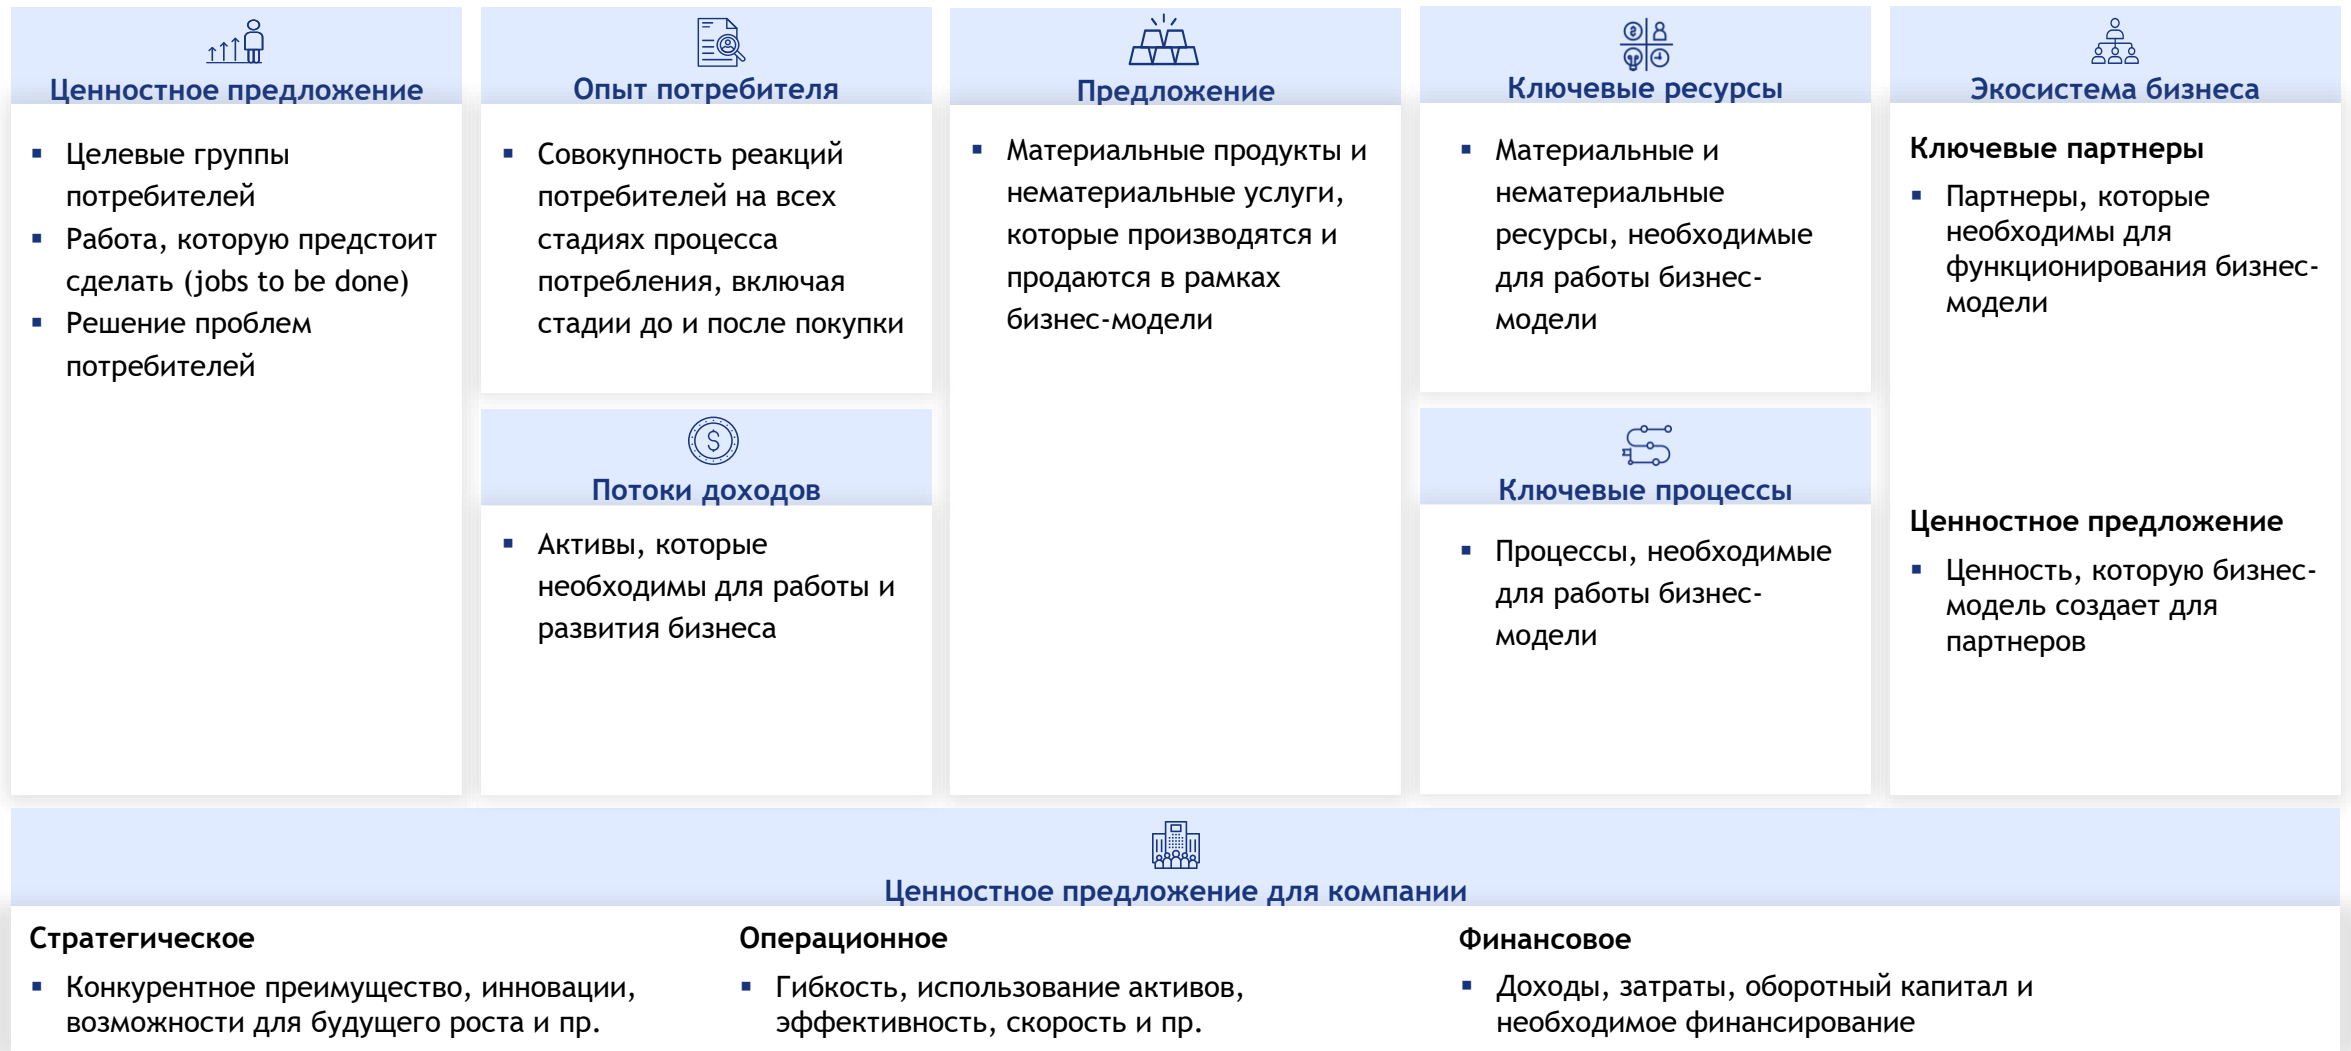 Ценностное предложение
Целевые группы
потребителей
Работа, которую предстоит
сделать (jobs to be done)
Решение проблем
потребителей
Опыт потребителя
Совокупность реакций
потребителей на всех
стадиях процесса
потребления, включая
стадии до и после покупки
Потоки доходов
Активы, которые
необходимы для работы и
развития бизнеса
Предложение
Материальные продукты и
нематериальные услуги,
которые производятся и
продаются в рамках
бизнес-модели
Ключевые ресурсы
Материальные и
нематериальные
ресурсы, необходимые
для работы бизнес-
модели
Ключевые процессы
Процессы, необходимые
для работы бизнес-
модели
Экосистема бизнеса
Ключевые партнеры
Партнеры, которые
необходимы для
функционирования бизнес-
модели
Ценностное предложение
Ценность, которую бизнес-
модель создает для
партнеров
Ценностное предложение для компании
Стратегическое
Конкурентное преимущество, инновации,
возможности для будущего роста и пр.
Операционное
Гибкость, использование активов,
эффективность, скорость и пр.
Финансовое
Доходы, затраты, оборотный капитал и
необходимое финансирование